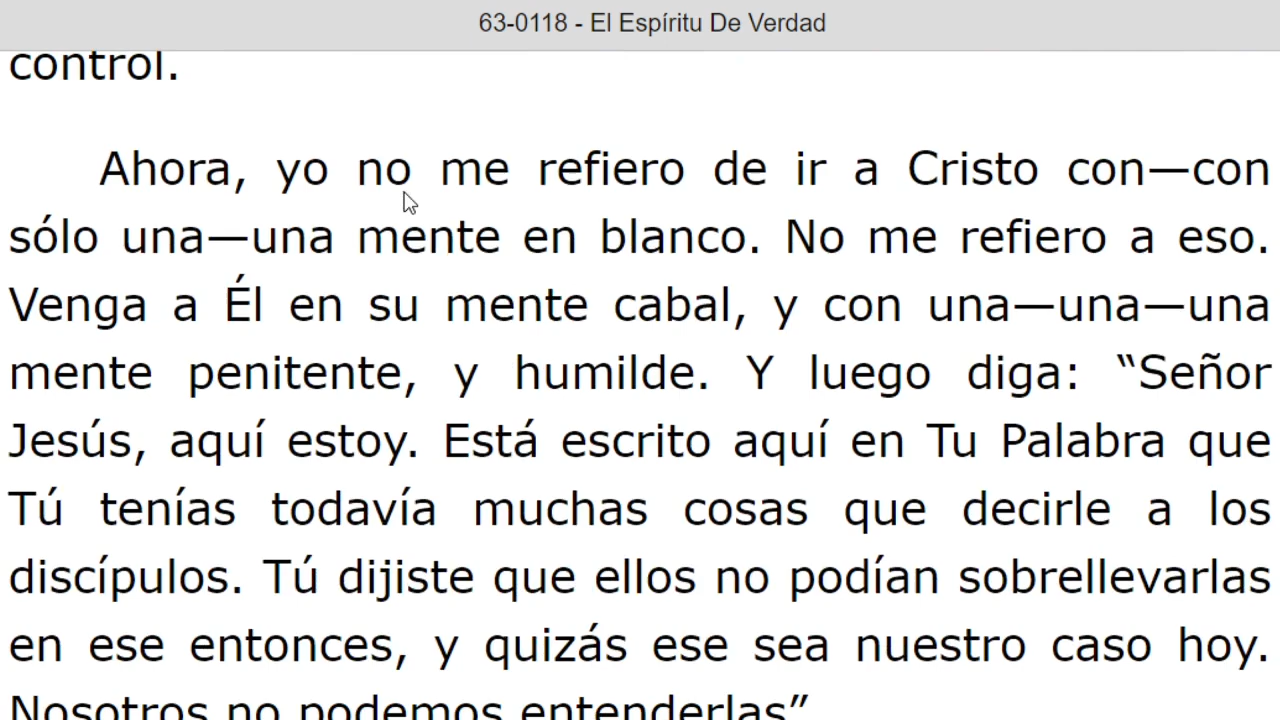 63-0118 - El Espíritu De Verdad
control.
Ahora, yo no me refiero de ir a Cristo con—con
sólo una—una mente en blanco. No me refiero a eso.
Venga a Él en su mente cabal, y con una—una—una
mente penitente, y humilde. Y luego diga: “Señor
Jesús, aquí estoy. Está escrito aquí en Tu Palabra que
Tú tenías todavía muchas cosas que decirle a los
discípulos. Tú dijiste que ellos no podían sobrellevarlas
en ese entonces, y quizás ese sea nuestro caso hoy.
Nosotros no podemos entenderlas”